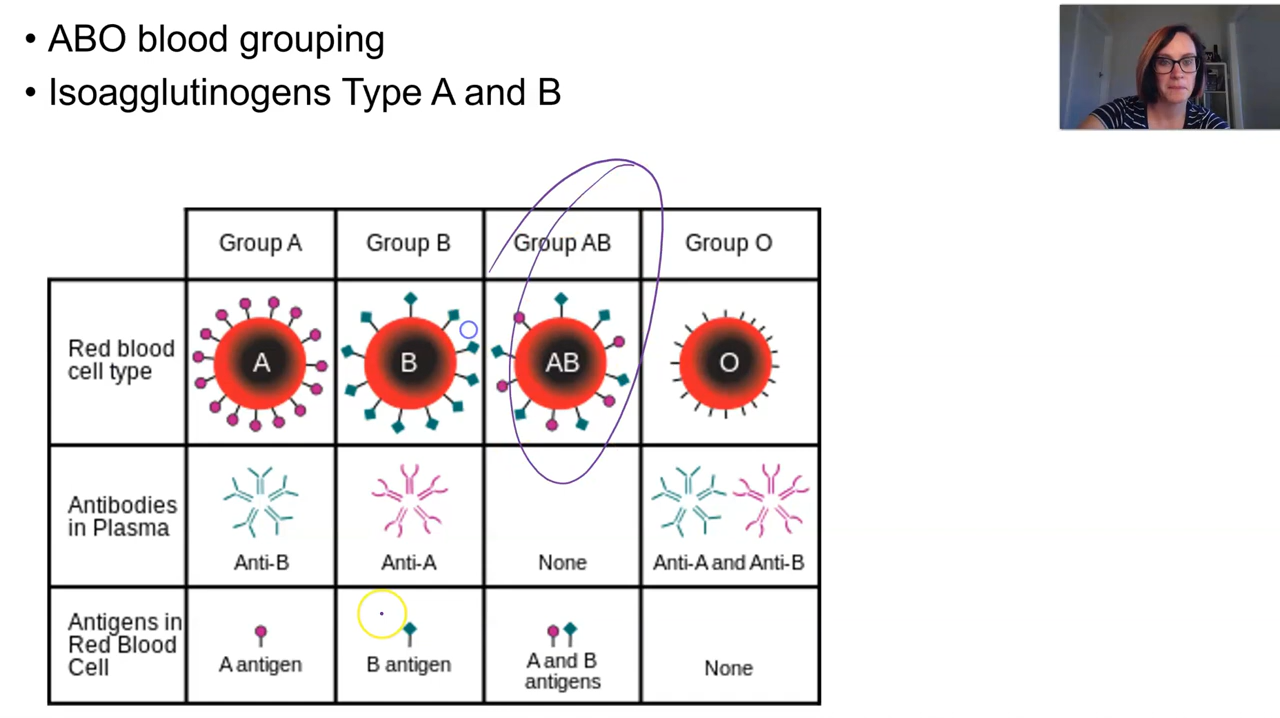 • ABO blood grouping
• Isoagglutinogens Type A and B
Group A
Group B
Group AB
Group O
Red blood
cell type
A
B
AB
O
Antibodies
in Plasma
Anti-B
Anti-A
None
Anti-A and Anti-B
Antigens in
Red Blood
Cell
A antigen
B antigen
A and B
antigens
None